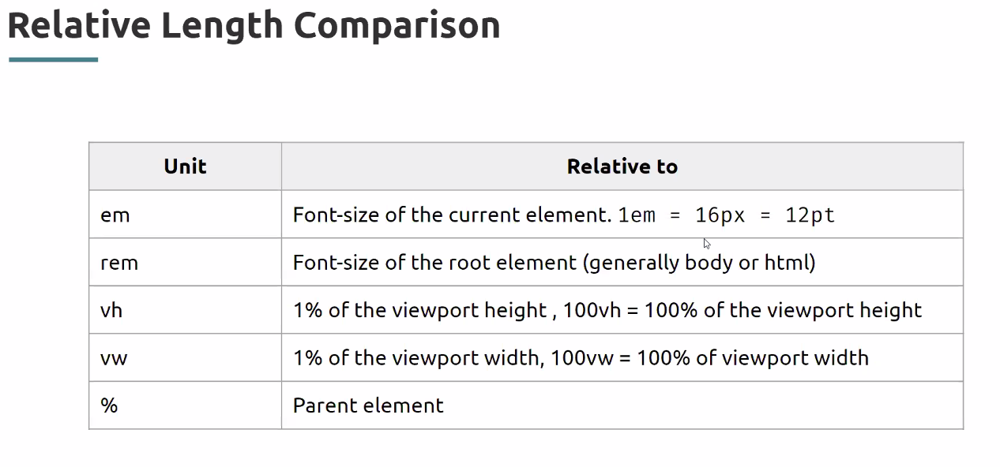 Relative Length Comparison
Unit Relative to
em Font-size of the current element. 1em = 16px = 12pt
rem Font-size of the root element (generally body or html)
vh 1% of the viewport height , 100vh = 100% of the viewport height
vw 1% of the viewport width, 100vw = 100% of viewport width
% Parent element